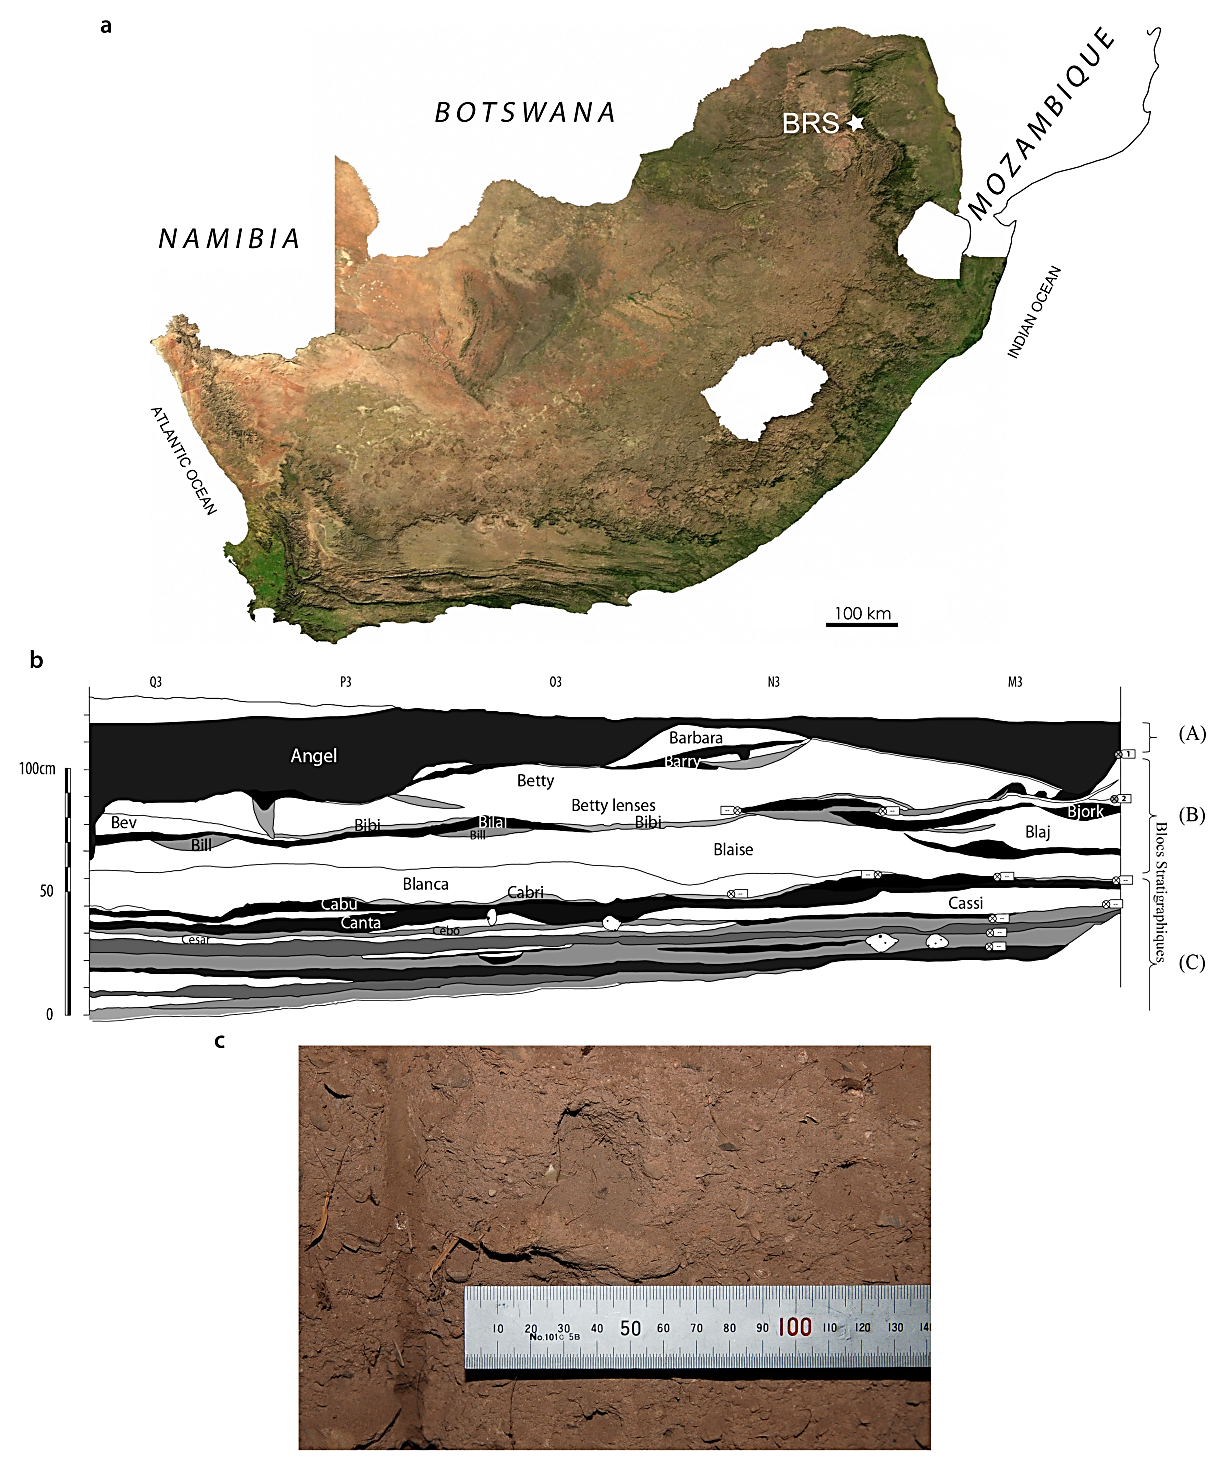 a
BOTSWANA
MOZAMBIQUE
BRS
NAMIBIA
INDIAN OCEAN
ATLANTIC OCEAN
100 km
b
Q3 P3 O3 N3 M3
(A)
Barbara
Angel
1
Barry
100cm
Betty
2
Betty lenses
Bjork
(B)
Bev
Bibi
Bilal
Bibi
Bill
Blaj
Bill
Blaise
Blocs Stratigraphiques
Blanca
50
Cabri
Cabu
Cassi
Canta
Cebo
Cesar
(C)
0
c
10 20 30 40 50 60 70 80 90 100 110 120 130 14